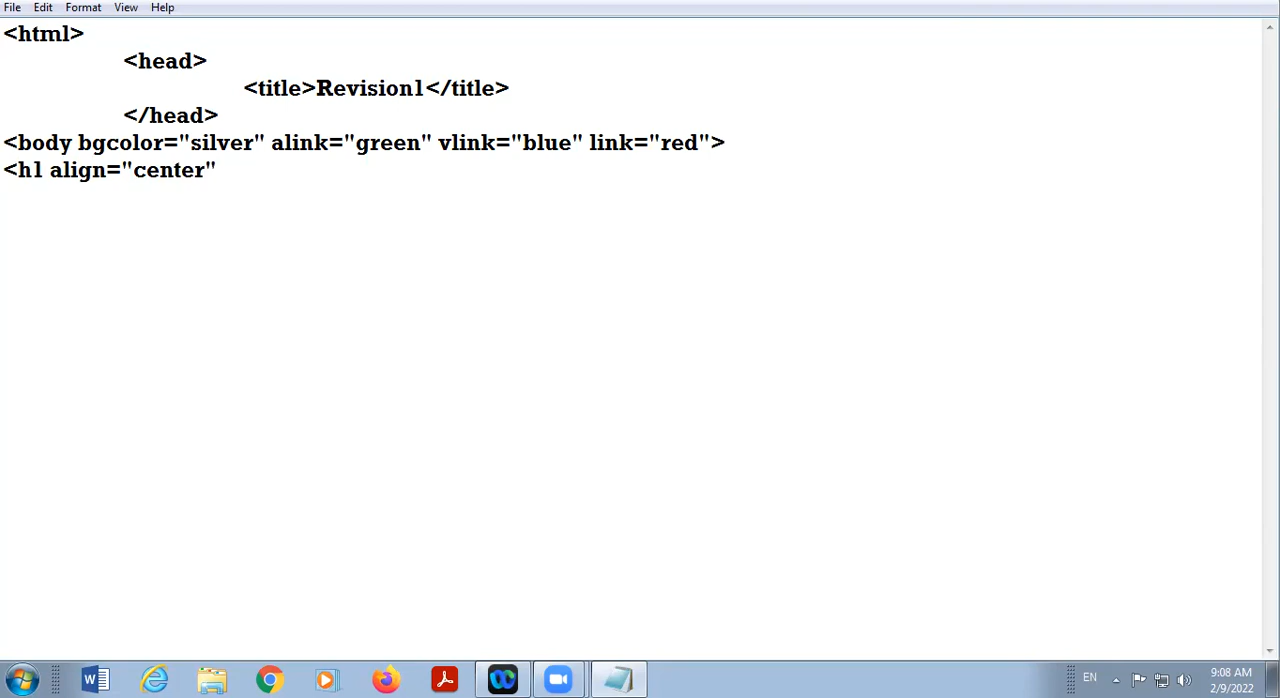 File Edit Format View Help
<html>
<head>
<title>Revision1</title>
</head>
<body bgcolor="silver" alink="green" vlink="blue" link="red">
<h1 align="center"
W
EN
9:08 AM
2/9/2022